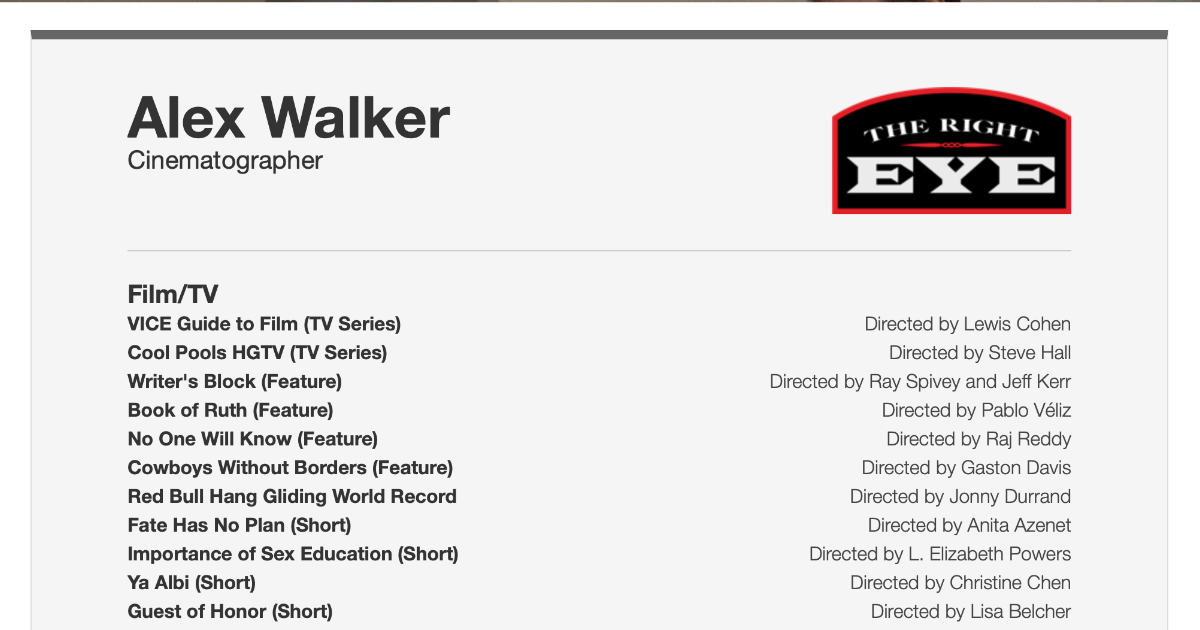 Alex Walker
Cinematographer
THE RIGHT
EYE
Film/TV
VICE Guide to Film (TV Series) Directed by Lewis Cohen
Cool Pools HGTV (TV Series) Directed by Steve Hall
Writer's Block (Feature) Directed by Ray Spivey and Jeff Kerr
Book of Ruth (Feature) Directed by Pablo Véliz
No One Will Know (Feature) Directed by Raj Reddy
Cowboys Without Borders (Feature) Directed by Gaston Davis
Red Bull Hang Gliding World Record Directed by Jonny Durrand
Fate Has No Plan (Short) Directed by Anita Azenet
Importance of Sex Education (Short) Directed by L. Elizabeth Powers
Ya Albi (Short) Directed by Christine Chen
Guest of Honor (Short) Directed by Lisa Belcher